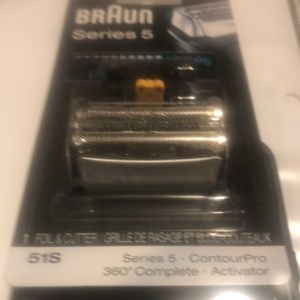 BRAUN
Series 5
1 FOIL & CUTTER - GRILLE DE RASAGE ET BLOC-COUTEAUX
51S
Series 5 · ContourPro
360° Complete · Activator